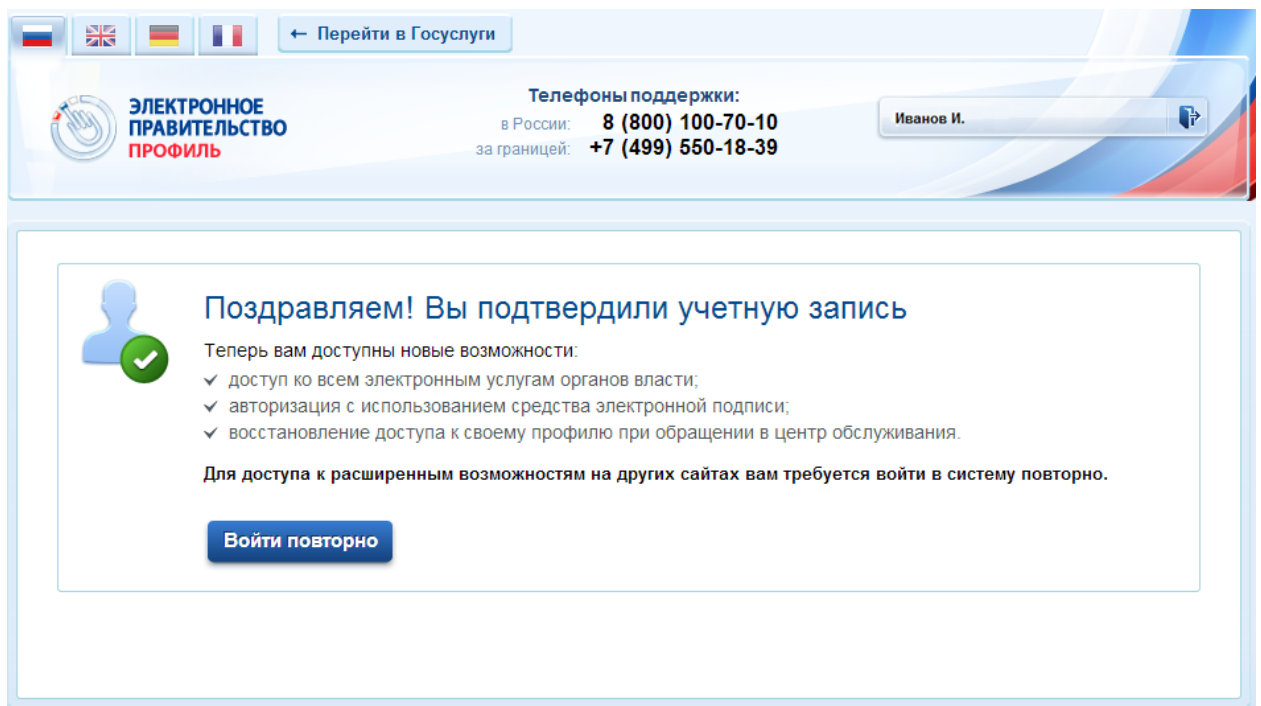 ← Перейти в Госуслуги
ЭЛЕКТРОННОЕ
ПРАВИТЕЛЬСТВО
ПРОФИЛЬ
Телефоны поддержки:
в России: 8 (800) 100-70-10
за границей: +7 (499) 550-18-39
Иванов И.
Поздравляем! Вы подтвердили учетную запись
Теперь вам доступны новые возможности:
✓ доступ ко всем электронным услугам органов власти;
✓ авторизация с использованием средства электронной подписи;
✓ восстановление доступа к своему профилю при обращении в центр обслуживания.
Для доступа к расширенным возможностям на других сайтах вам требуется войти в систему повторно.
Войти повторно